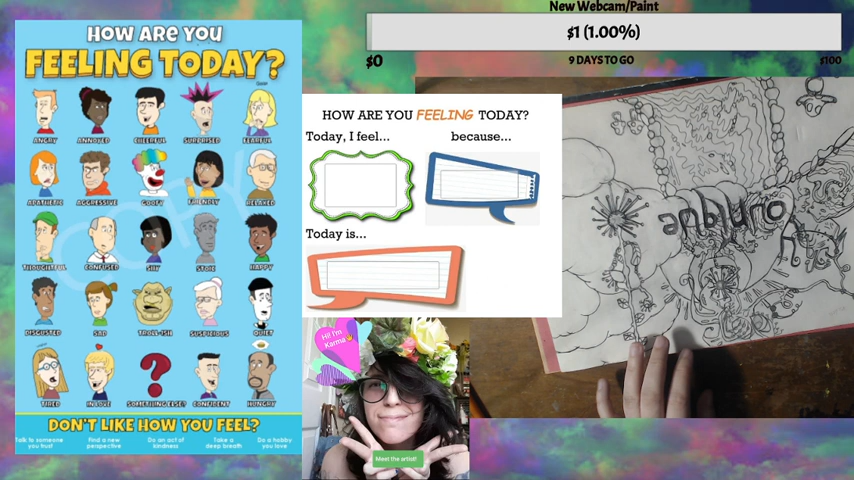 HOW ARE YOU
FEELING TODAY?
ANGRY ANNOYED CHEERFUL SURPRISED FEARFUL
APATHETIC AGGRESSIVE GOOFY FRIENDLY RELAXED
THOUGHTFUL CONFUSED SHY STOIC HAPPY
DISGUSTED SAD TROLL-ISH SUSPICIOUS QUIET
TIRED IN LOVE SOMETHING ELSE? CONFIDENT HUNGRY
DON'T LIKE HOW YOU FEEL?
Talk to someone you trust
Find a new perspective
Do an act of kindness
Take a deep breath
Do a hobby you love
COPY
New Webcam/Paint
$1 (1.00%)
$0 9 DAYS TO GO $100
HOW ARE YOU FEELING TODAY?
Today, I feel... because...
Today is...
Hi! I'm
Karma
Meet the artist!